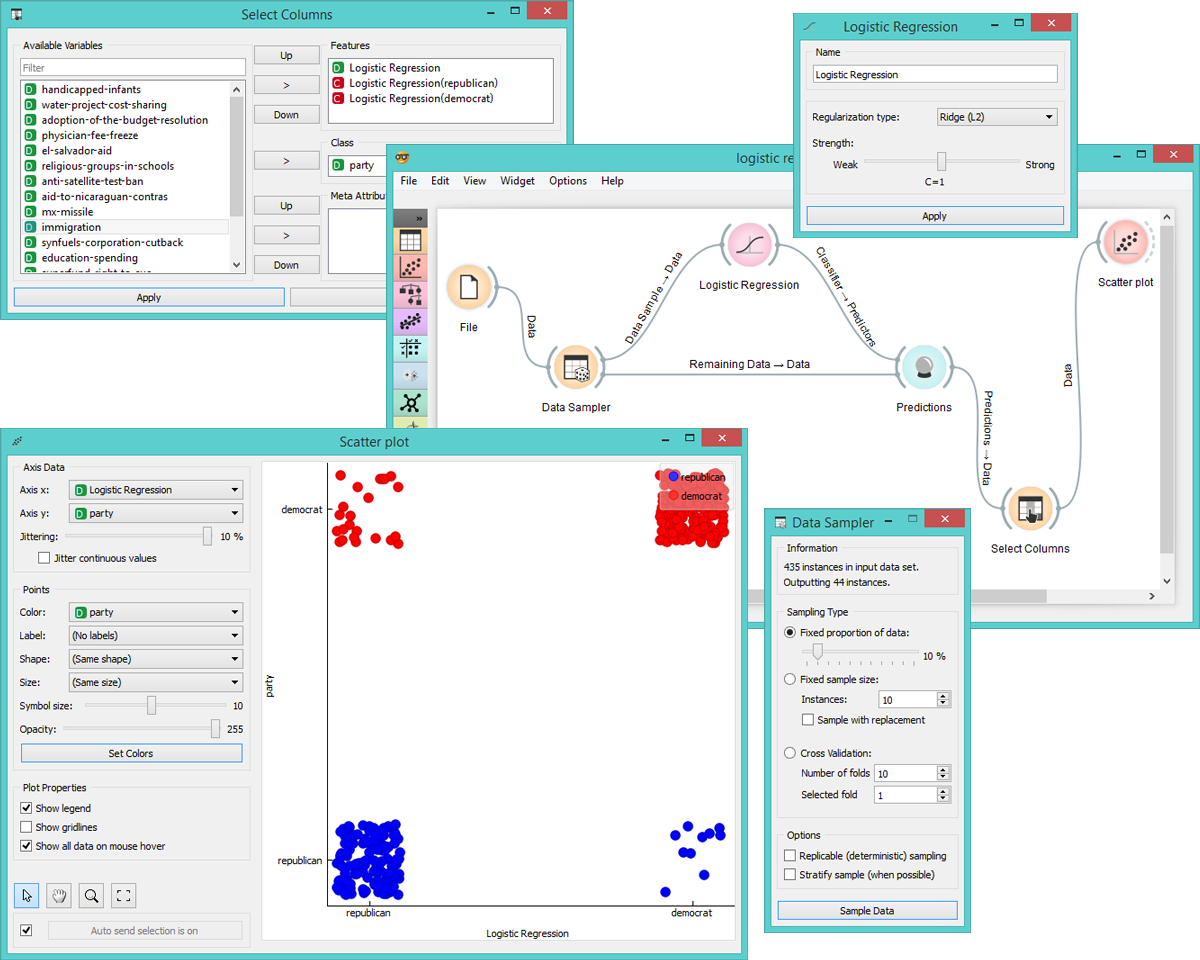 Select Columns
Available Variables
Filter
handicapped-infants
water-project-cost-sharing
adoption-of-the-budget-resolution
physician-fee-freeze
el-salvador-aid
religious-groups-in-schools
anti-satellite-test-ban
aid-to-nicaraguan-contras
mx-missile
immigration
synfuels-corporation-cutback
education-spending
Up
>
Down
>
Up
>
Down
Features
D Logistic Regression
C Logistic Regression(republican)
C Logistic Regression(democrat)
Class
D party
Meta Attribu
Apply
Logistic Regression
Name
Logistic Regression
Regularization type: Ridge (L2)
Strength:
Weak Strong
C=1
Apply
logistic re
File Edit View Widget Options Help
»
File
Data
Data Sampler
Data Sample → Data
Logistic Regression
Classifier → Predictors
Remaining Data → Data
Predictions
Predictions → Data
Select Columns
Data
Scatter plot
Scatter plot
Axis Data
Axis x: D Logistic Regression
Axis y: D party
Jittering: 10 %
Jitter continuous values
Points
Color: D party
Label: (No labels)
Shape: (Same shape)
Size: (Same size)
Symbol size: 10
Opacity: 255
Set Colors
Plot Properties
Show legend
Show gridlines
Show all data on mouse hover
Auto send selection is on
republican
democrat
democrat
party
republican
republican
democrat
Logistic Regression
Data Sampler
Information
435 instances in input data set.
Outputting 44 instances.
Sampling Type
Fixed proportion of data:
10 %
Fixed sample size:
Instances: 10
Sample with replacement
Cross Validation:
Number of folds 10
Selected fold 1
Options
Replicable (deterministic) sampling
Stratify sample (when possible)
Sample Data